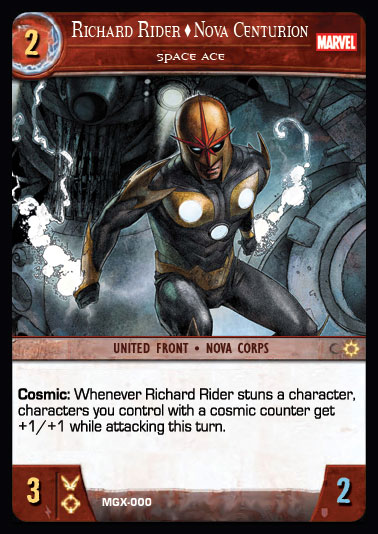 2
Richard Rider ♦ Nova Centurion
MARVEL
SPACE ACE
UNITED FRONT • NOVA CORPS
C
Cosmic: Whenever Richard Rider stuns a character,
characters you control with a cosmic counter get
+1/+1 while attacking this turn.
3
MGX-000
2